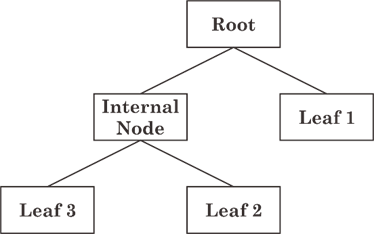 Root
Internal
Node
Leaf 1
Leaf 3
Leaf 2